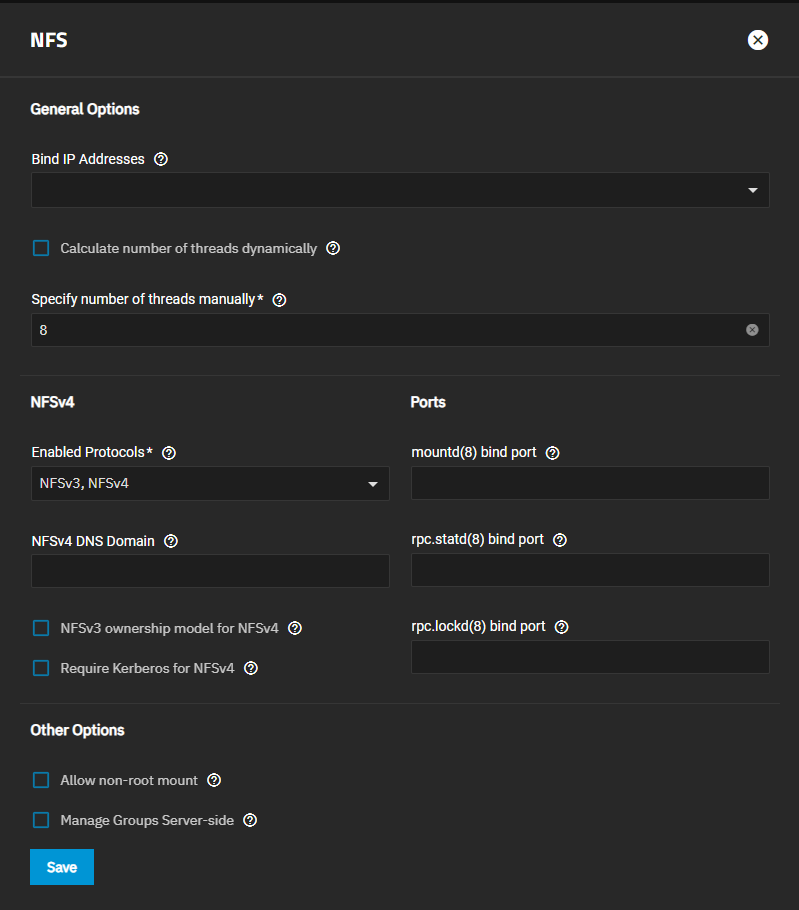 NFS
General Options
Bind IP Addresses
Calculate number of threads dynamically
Specify number of threads manually*
8
NFSv4
Enabled Protocols*
NFSv3, NFSv4
NFSv4 DNS Domain
NFSv3 ownership model for NFSv4
Require Kerberos for NFSv4
Ports
mountd(8) bind port
rpc.statd(8) bind port
rpc.lockd(8) bind port
Other Options
Allow non-root mount
Manage Groups Server-side
Save